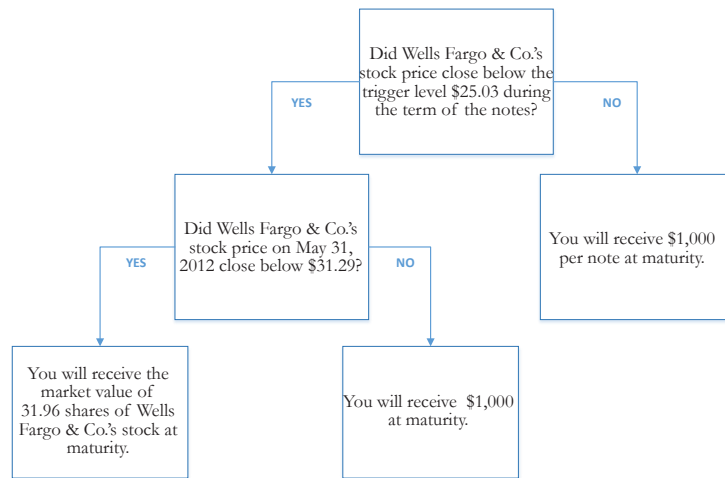 Did Wells Fargo & Co.'s
stock price close below the
trigger level $25.03 during
the term of the notes?
YES
NO
Did Wells Fargo & Co.'s
stock price on May 31,
2012 close below $31.29?
You will receive $1,000
per note at maturity.
YES
NO
You will receive the
market value of
31.96 shares of Wells
Fargo & Co.'s stock at
maturity.
You will receive $1,000
at maturity.